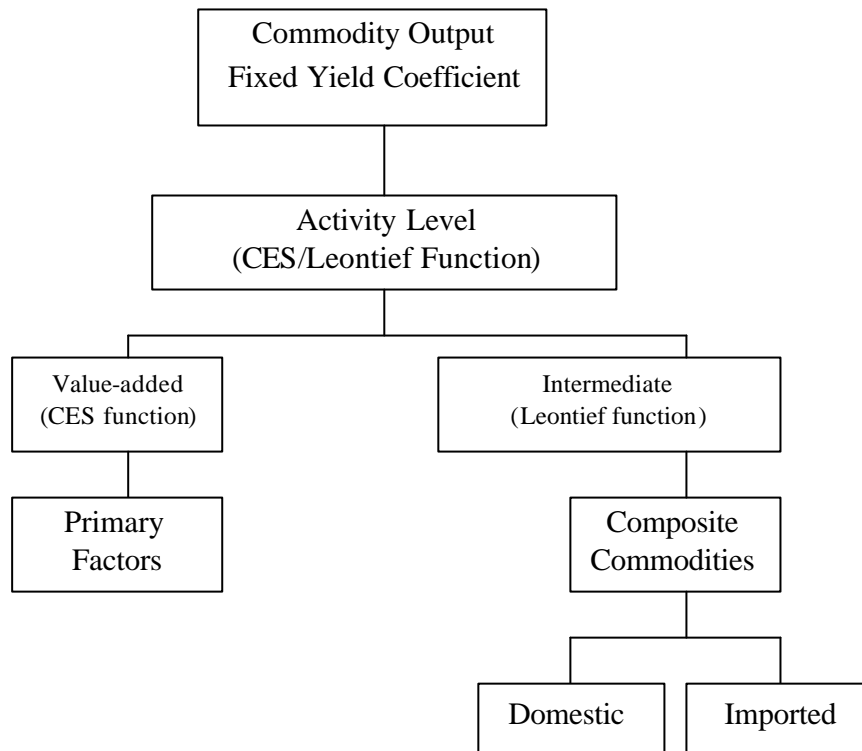 Commodity Output
Fixed Yield Coefficient
Activity Level
(CES/Leontief Function)
Value-added
(CES function)
Intermediate
(Leontief function)
Primary
Factors
Composite
Commodities
Domestic
Imported